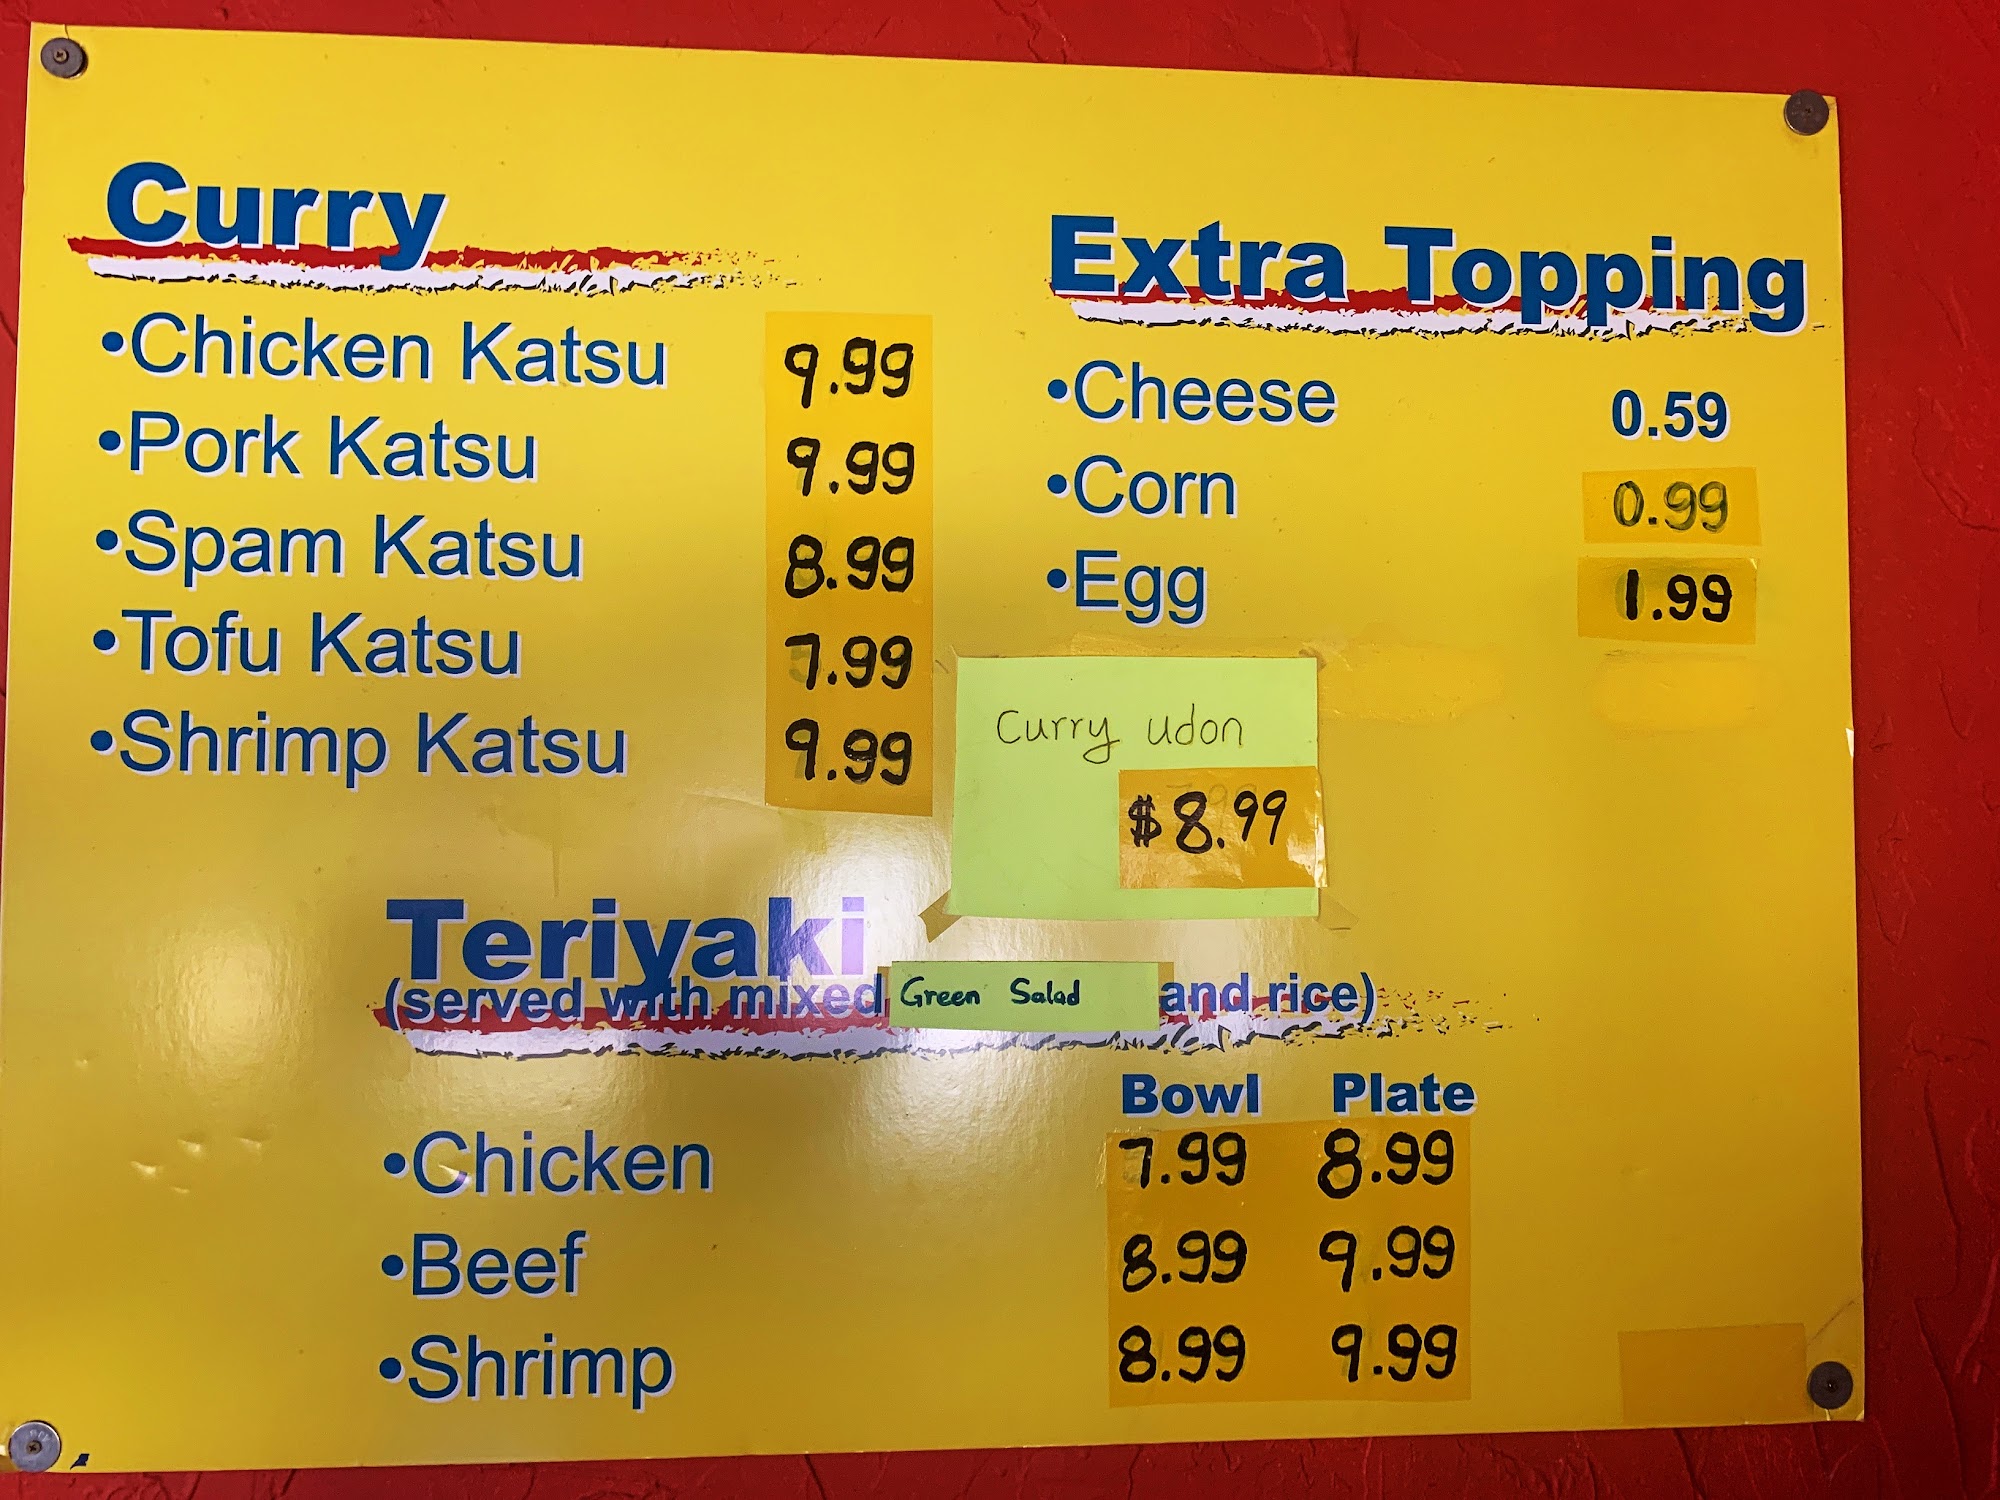 Curry
•Chicken Katsu 9.99
•Pork Katsu 9.99
•Spam Katsu 8.99
•Tofu Katsu 7.99
•Shrimp Katsu 9.99
Extra Topping
•Cheese 0.59
•Corn 0.99
•Egg 1.99
Curry udon
$8.99
Teriyaki
(served with mixed Green Salad and rice)
Bowl Plate
•Chicken 7.99 8.99
•Beef 8.99 9.99
•Shrimp 8.99 9.99